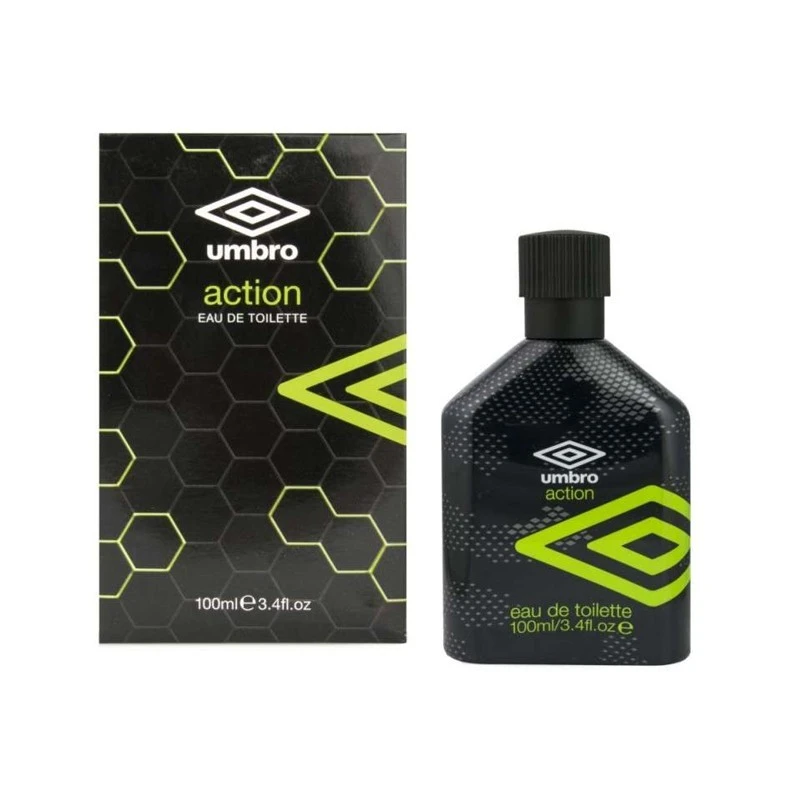 umbro
action
EAU DE TOILETTE
100ml℮3.4fl.oz
umbro
action
eau de toilette
100ml/3.4fl.oz℮